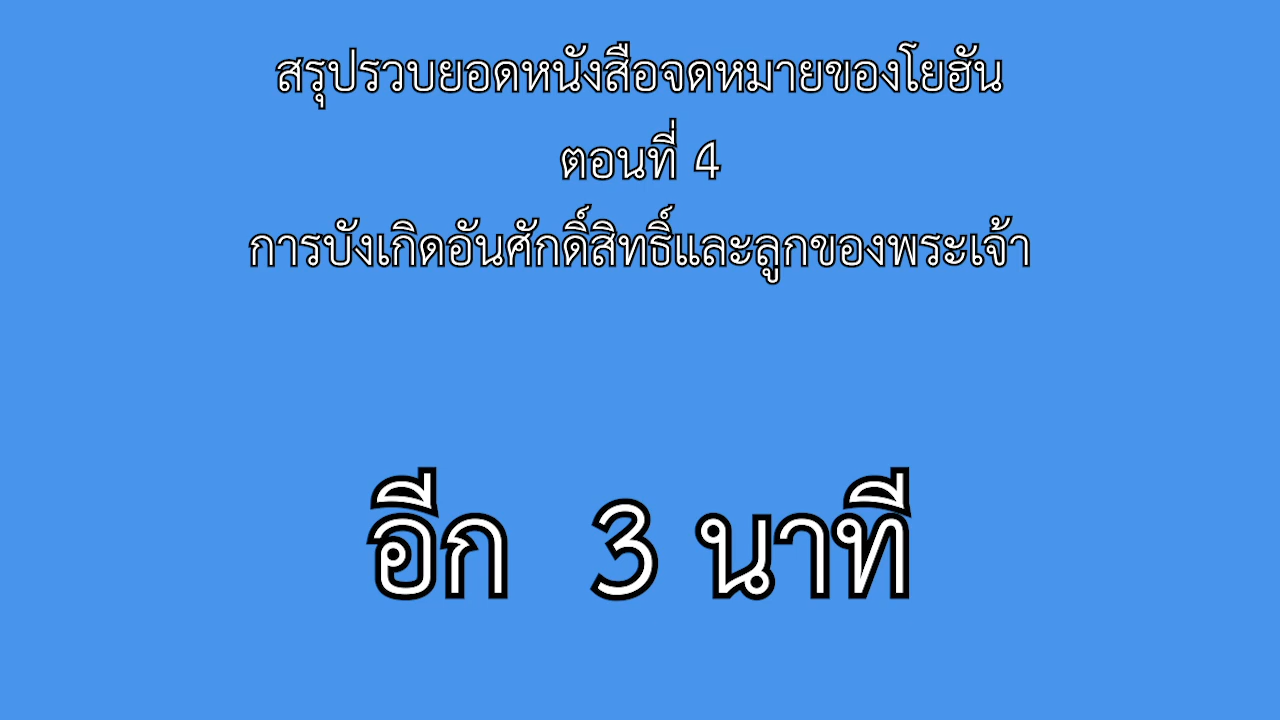 สรุปรวบยอดหนังสือจดหมายของโยฮัน
ตอนที่ 4
การบังเกิดอันศักดิ์สิทธิ์และลูกของพระเจ้า
อีก 3 นาที